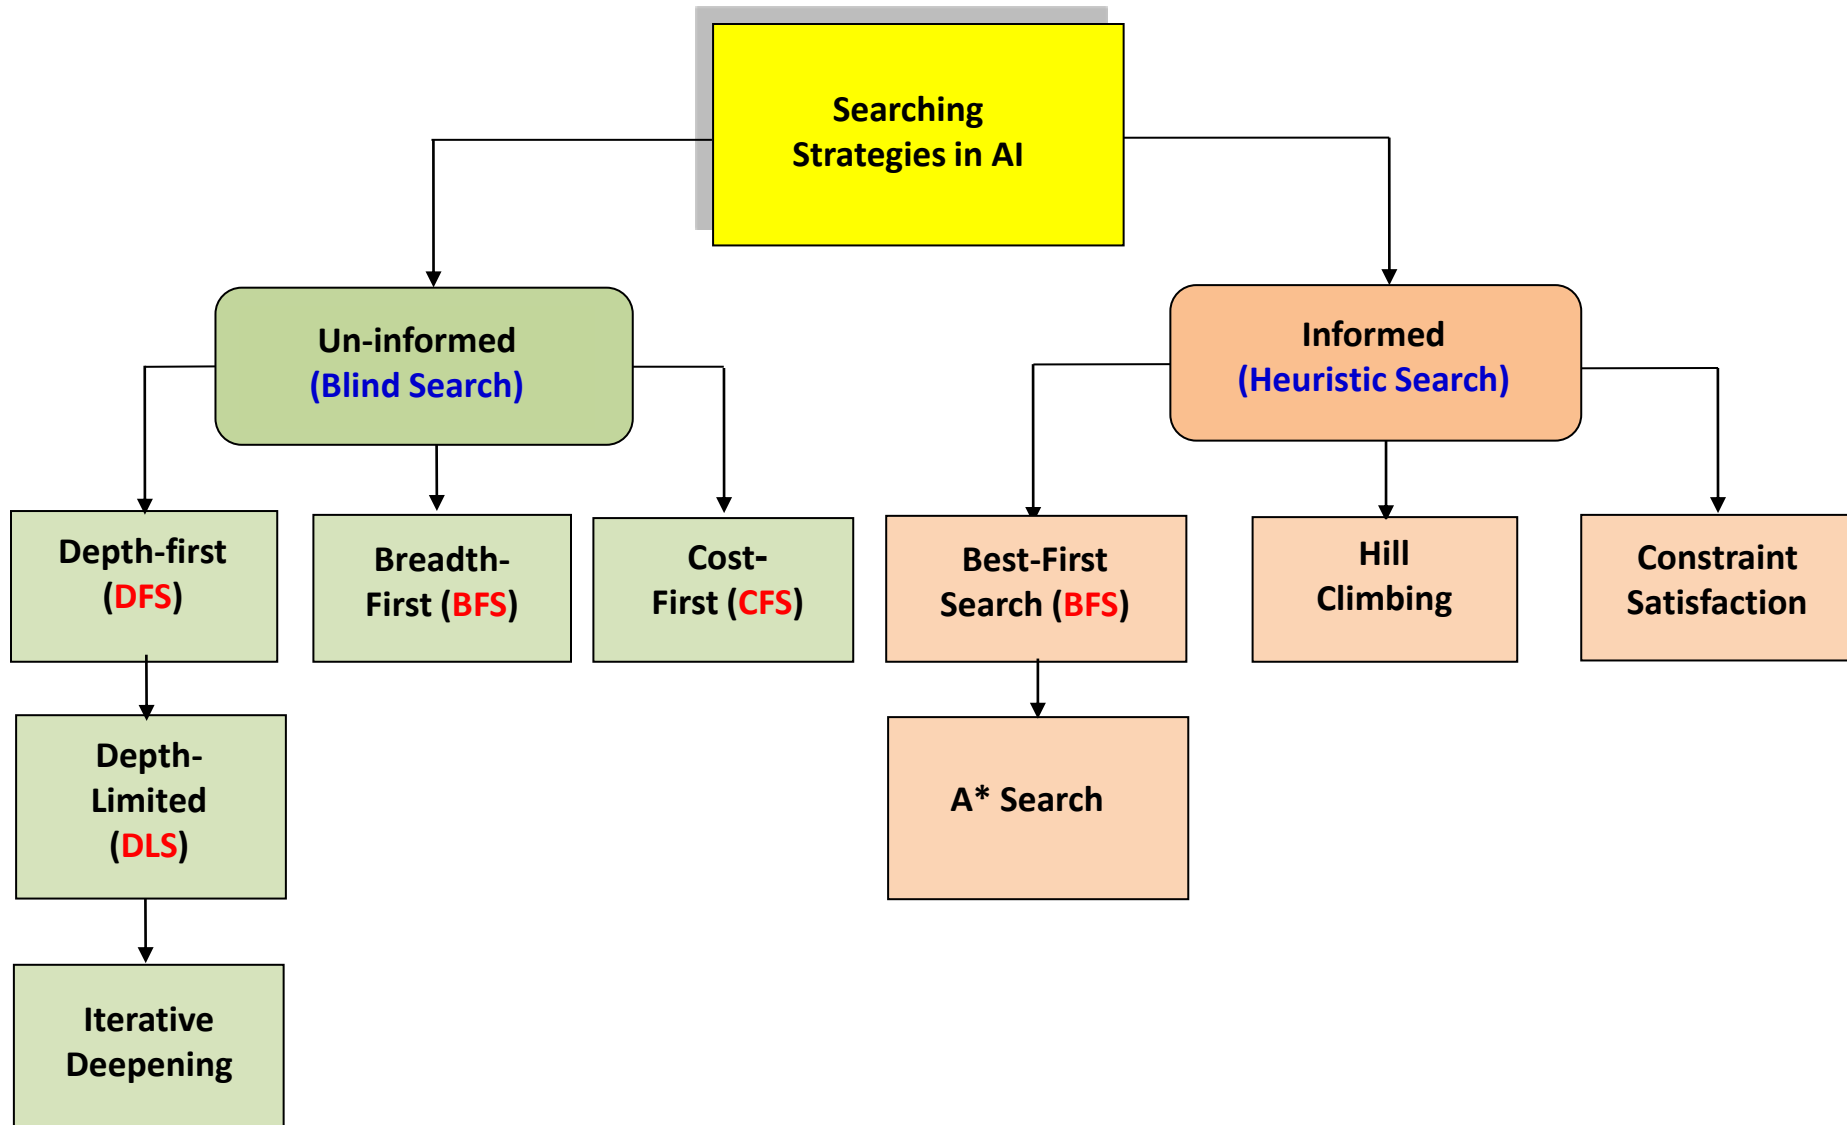 Searching
Strategies in AI
Un-informed
(Blind Search)
Informed
(Heuristic Search)
Depth-first
(DFS)
Breadth-
First (BFS)
Cost-
First (CFS)
Best-First
Search (BFS)
Hill
Climbing
Constraint
Satisfaction
Depth-
Limited
(DLS)
A* Search
Iterative
Deepening